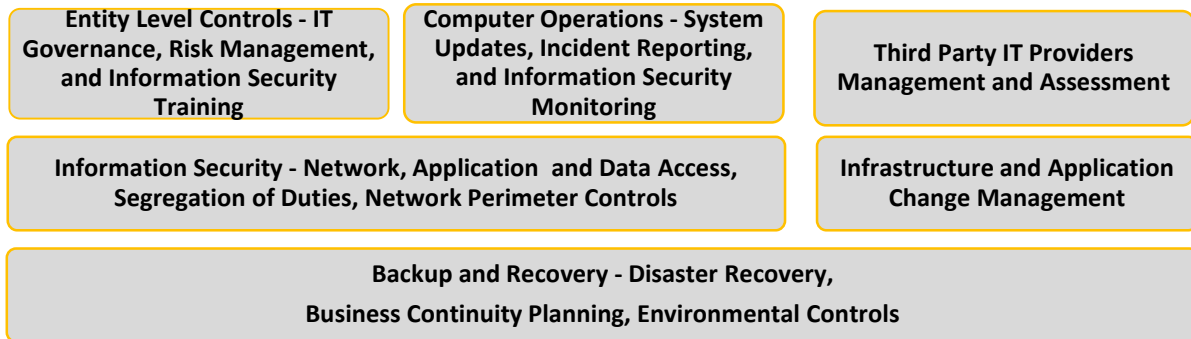 Entity Level Controls - IT
Governance, Risk Management,
and Information Security
Training
Computer Operations - System
Updates, Incident Reporting,
and Information Security
Monitoring
Third Party IT Providers
Management and Assessment
Information Security - Network, Application and Data Access,
Segregation of Duties, Network Perimeter Controls
Infrastructure and Application
Change Management
Backup and Recovery - Disaster Recovery,
Business Continuity Planning, Environmental Controls